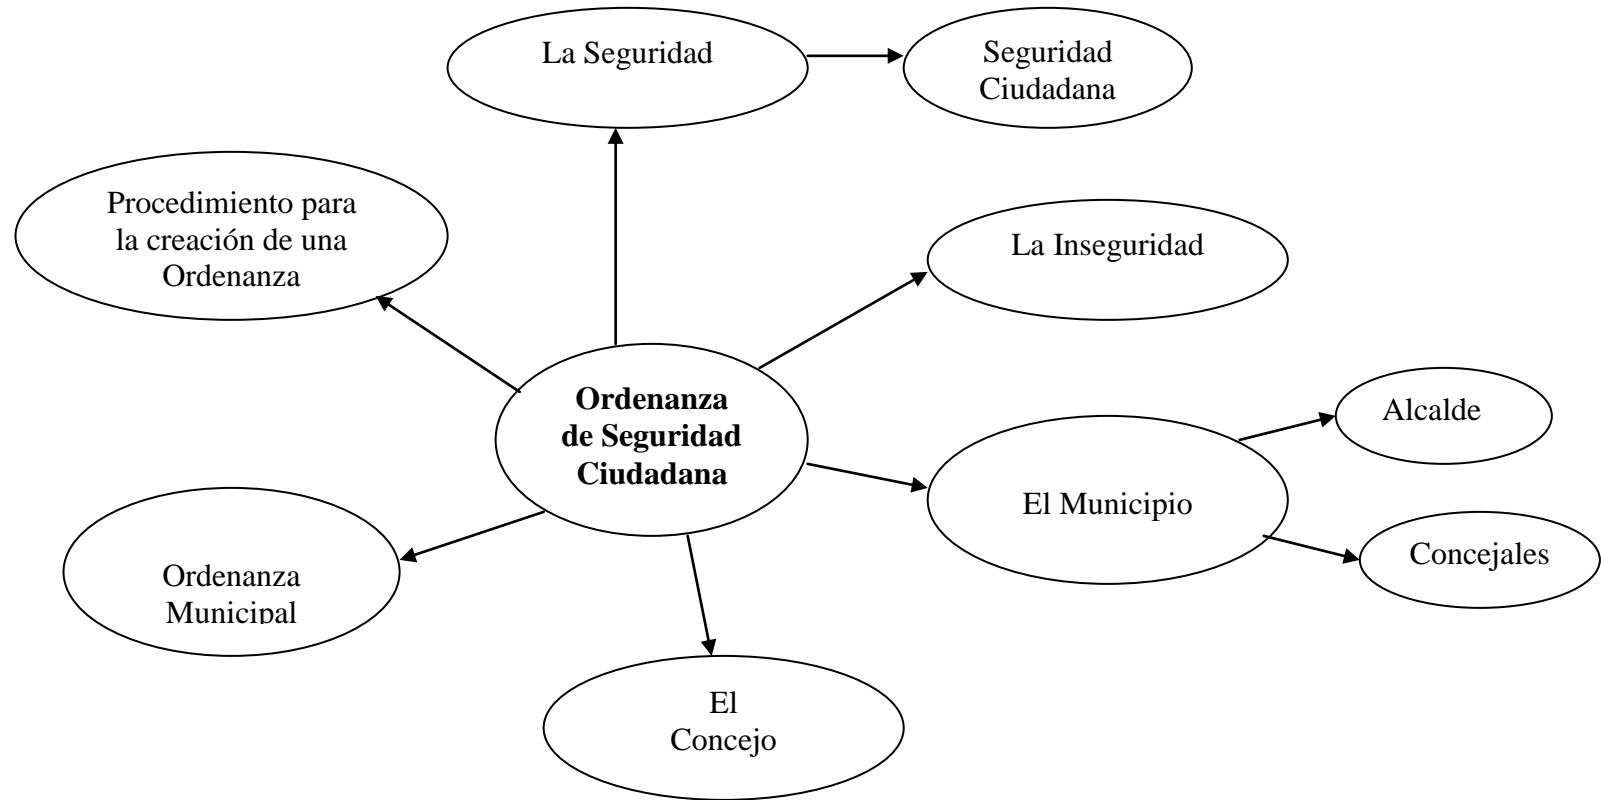 La Seguridad
Seguridad
Ciudadana
Procedimiento para
la creación de una
Ordenanza
La Inseguridad
Ordenanza
de Seguridad
Ciudadana
Alcalde
El Municipio
Concejales
Ordenanza
Municipal
El
Concejo